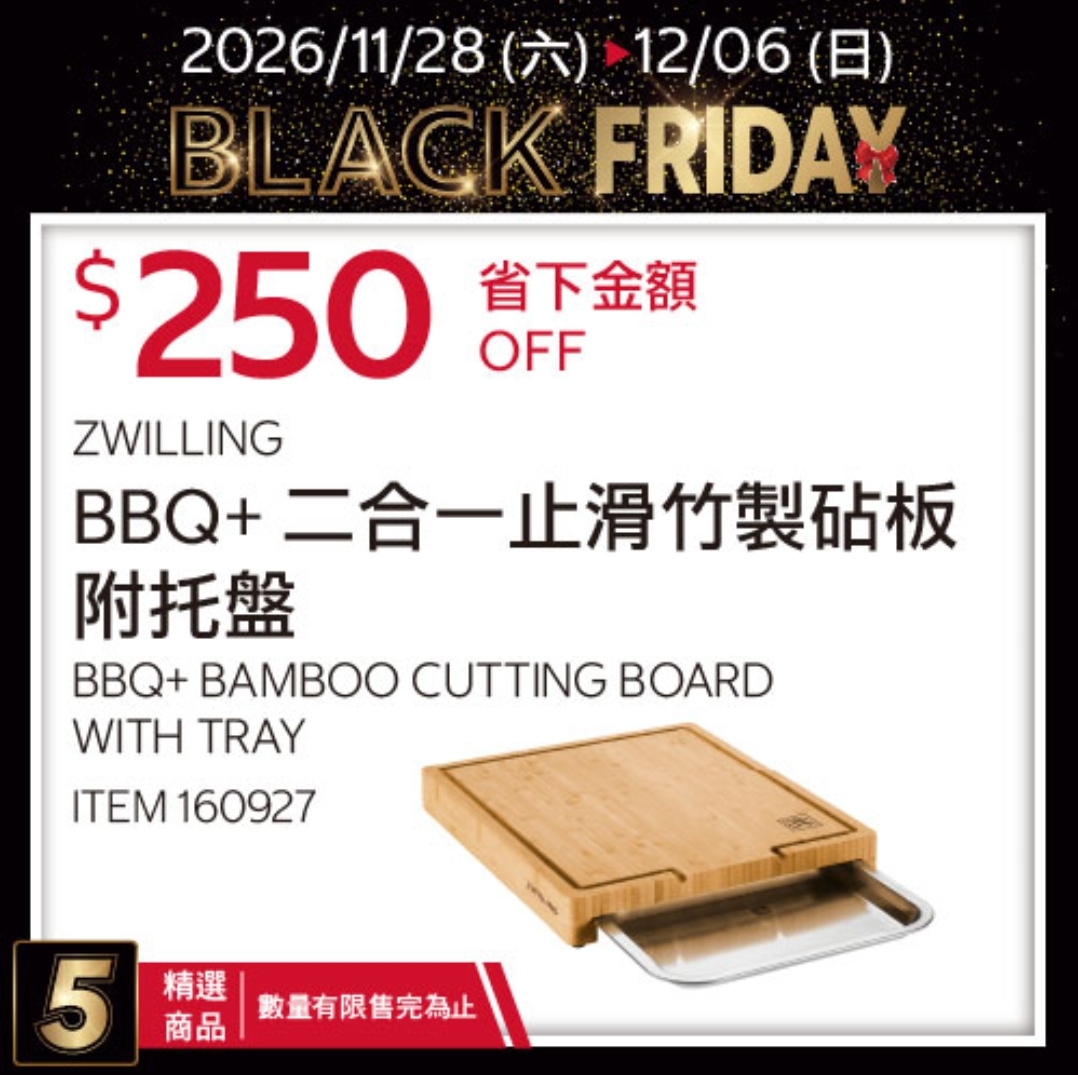 2026/11/28 (六) ▶ 12/06 (日)
BLACK FRIDAY
$250
省下金額
OFF
ZWILLING
BBQ+ 二合一止滑竹製砧板
附托盤
BBQ+ BAMBOO CUTTING BOARD
WITH TRAY
ITEM 160927
5
精選
商品
數量有限售完為止